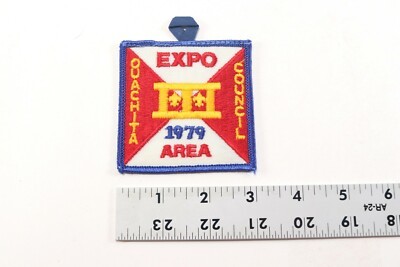 EXPO
OUACHITA
COUNCIL
1979
AREA
1 2 3 4 5 6
AR-24
23 22 21 20 19 18